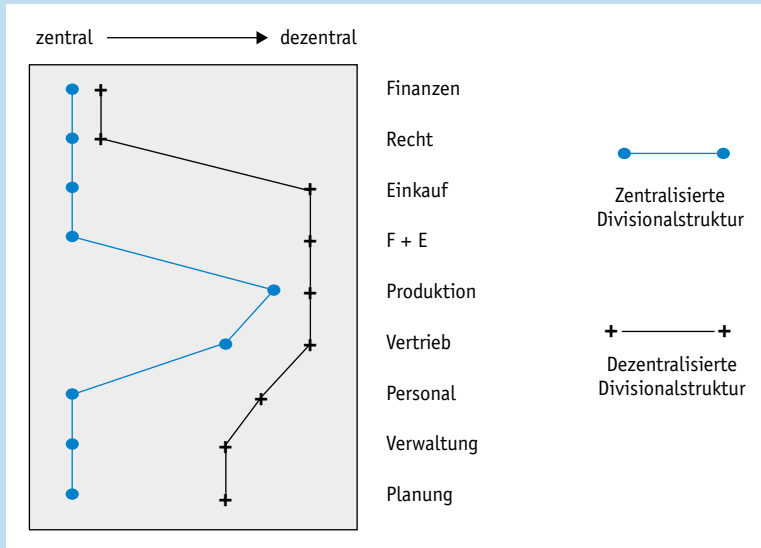 zentral dezentral
Finanzen
Recht
Einkauf
F + E
Produktion
Vertrieb
Personal
Verwaltung
Planung
Zentralisierte
Divisionalstruktur
Dezentralisierte
Divisionalstruktur